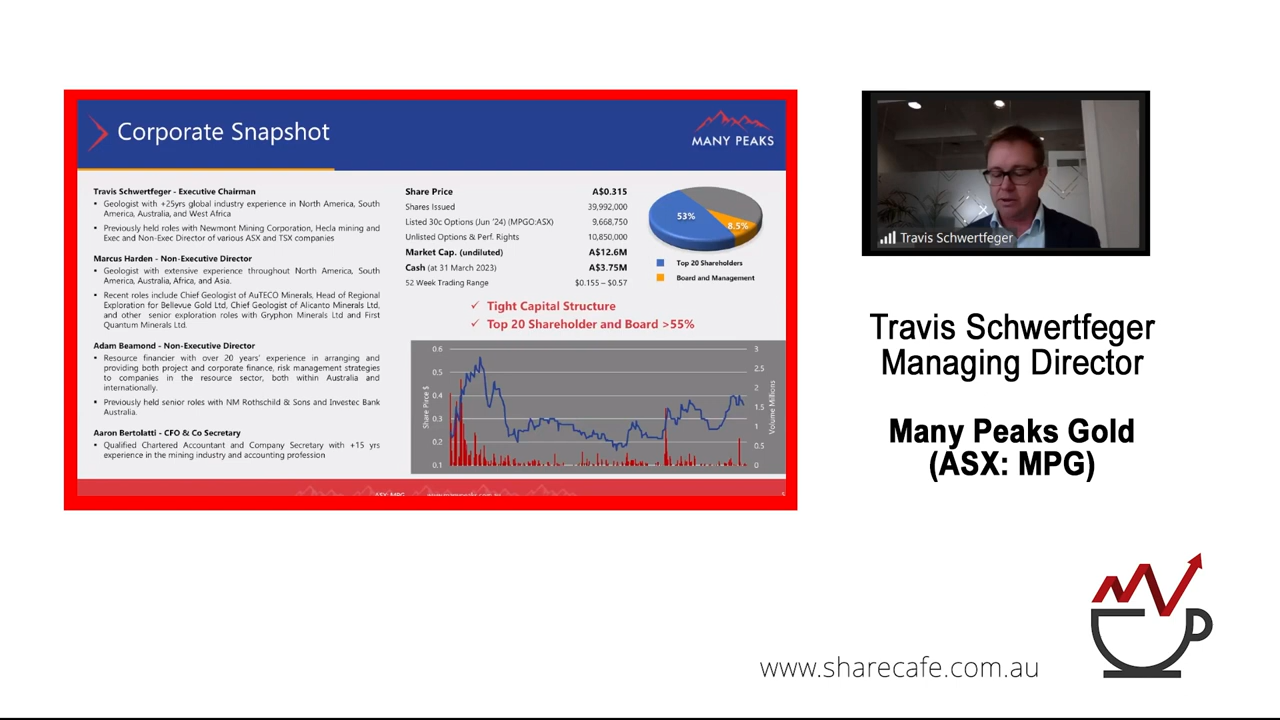 Corporate Snapshot
MANY PEAKS
Travis Schwertfeger - Executive Chairman
▪ Geologist with +25yrs global industry experience in North America, South
America, Australia, and West Africa
▪ Previously held roles with Newmont Mining Corporation, Hecla mining and
Exec and Non-Exec Director of various ASX and TSX companies
Marcus Harden - Non-Executive Director
▪ Geologist with extensive experience throughout North America, South
America, Australia, Africa, and Asia.
▪ Recent roles include Chief Geologist of AuTECO Minerals, Head of Regional
Exploration for Bellevue Gold Ltd, Chief Geologist of Alicanto Minerals Ltd,
and other senior exploration roles with Gryphon Minerals Ltd and First
Quantum Minerals Ltd.
Adam Beamond - Non-Executive Director
▪ Resource financier with over 20 years' experience in arranging and
providing both project and corporate finance, risk management strategies
to companies in the resource sector, both within Australia and
internationally.
▪ Previously held senior roles with NM Rothschild & Sons and Investec Bank
Australia.
Aaron Bertolatti - CFO & Co Secretary
▪ Qualified Chartered Accountant and Company Secretary with +15 yrs
experience in the mining industry and accounting profession
Share Price A$0.315
Shares Issued 39,992,000
Listed 30c Options (Jun '24) (MPGO:ASX) 9,668,750
Unlisted Options & Perf. Rights 10,850,000
Market Cap. (undiluted) A$12.6M
Cash (at 31 March 2023) A$3.75M
52 Week Trading Range $0.155 – $0.57
53%
8.5%
Top 20 Shareholders
Board and Management
✓ Tight Capital Structure
✓ Top 20 Shareholder and Board >55%
0.6
0.5
0.4
0.3
0.2
0.1
Share Price $
3
2.5
2
1.5
1
0.5
0
Volume Millions
ASX: MPG
Travis Schwertfeger
Travis Schwertfeger
Managing Director
Many Peaks Gold
(ASX: MPG)
www.sharecafe.com.au